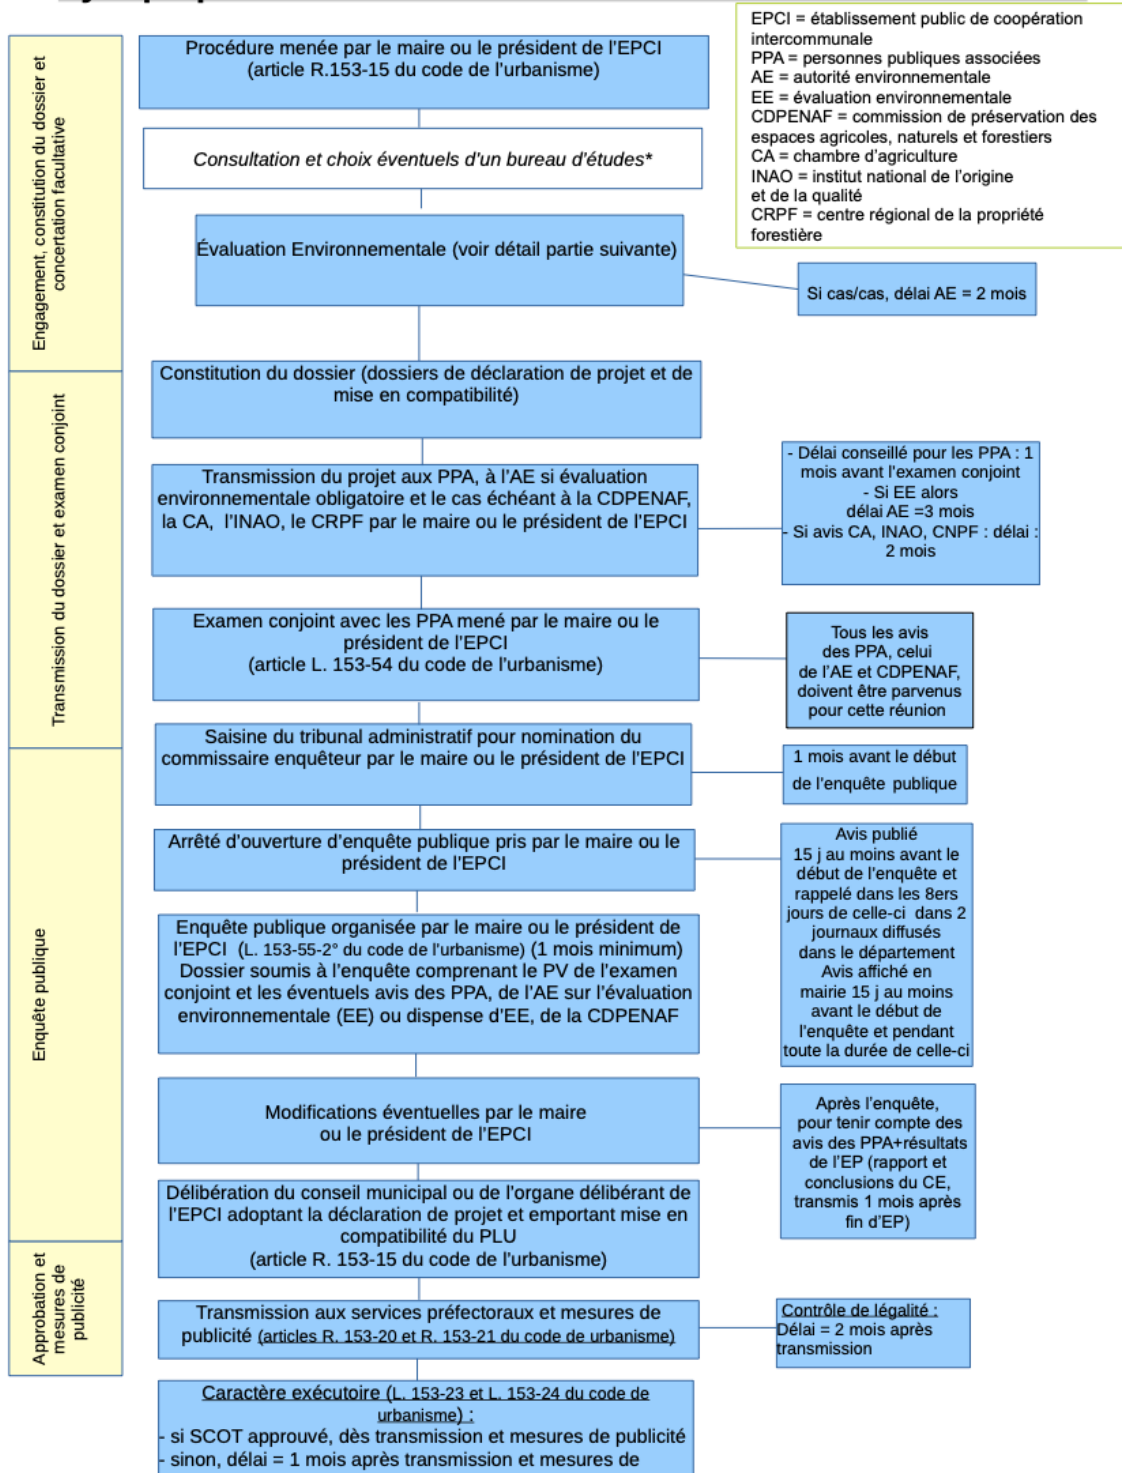 EPCI = établissement public de coopération
intercommunale
PPA = personnes publiques associées
AE = autorité environnementale
EE = évaluation environnementale
CDPENAF = commission de préservation des
espaces agricoles, naturels et forestiers
CA = chambre d'agriculture
INAO = institut national de l'origine
et de la qualité
CRPF = centre régional de la propriété
forestière
Engagement, constitution du dossier et
concertation facultative
Procédure menée par le maire ou le président de l'EPCI
(article R.153-15 du code de l'urbanisme)
Consultation et choix éventuels d'un bureau d'études*
Évaluation Environnementale (voir détail partie suivante)
Si cas/cas, délai AE = 2 mois
Transmission du dossier et examen conjoint
Constitution du dossier (dossiers de déclaration de projet et de
mise en compatibilité)
Transmission du projet aux PPA, à l'AE si évaluation
environnementale obligatoire et le cas échéant à la CDPENAF,
la CA, l'INAO, le CRPF par le maire ou le président de l'EPCI
- Délai conseillé pour les PPA : 1
mois avant l'examen conjoint
- Si EE alors
délai AE =3 mois
- Si avis CA, INAO, CNPF : délai :
2 mois
Examen conjoint avec les PPA mené par le maire ou le
président de l'EPCI
(article L. 153-54 du code de l'urbanisme)
Tous les avis
des PPA, celui
de l'AE et CDPENAF,
doivent être parvenus
pour cette réunion
Enquête publique
Saisine du tribunal administratif pour nomination du
commissaire enquêteur par le maire ou le président de l'EPCI
1 mois avant le début
de l'enquête publique
Arrêté d'ouverture d'enquête publique pris par le maire ou le
président de l'EPCI
Avis publié
15 j au moins avant le
début de l'enquête et
rappelé dans les 8ers
jours de celle-ci dans 2
journaux diffusés
dans le département
Avis affiché en
mairie 15 j au moins
avant le début de
l'enquête et pendant
toute la durée de celle-ci
Enquête publique organisée par le maire ou le président de
l'EPCI (L. 153-55-2° du code de l'urbanisme) (1 mois minimum)
Dossier soumis à l'enquête comprenant le PV de l'examen
conjoint et les éventuels avis des PPA, de l'AE sur l'évaluation
environnementale (EE) ou dispense d'EE, de la CDPENAF
Modifications éventuelles par le maire
ou le président de l'EPCI
Après l'enquête,
pour tenir compte des
avis des PPA+résultats
de l'EP (rapport et
conclusions du CE,
transmis 1 mois après
fin d'EP)
Délibération du conseil municipal ou de l'organe délibérant de
l'EPCI adoptant la déclaration de projet et emportant mise en
compatibilité du PLU
(article R. 153-15 du code de l'urbanisme)
Approbation et
mesures de
publicité
Transmission aux services préfectoraux et mesures de
publicité (articles R. 153-20 et R. 153-21 du code de urbanisme)
Contrôle de légalité :
Délai = 2 mois après
transmission
Caractère exécutoire (L. 153-23 et L. 153-24 du code de
urbanisme) :
- si SCOT approuvé, dès transmission et mesures de publicité
- sinon, délai = 1 mois après transmission et mesures de